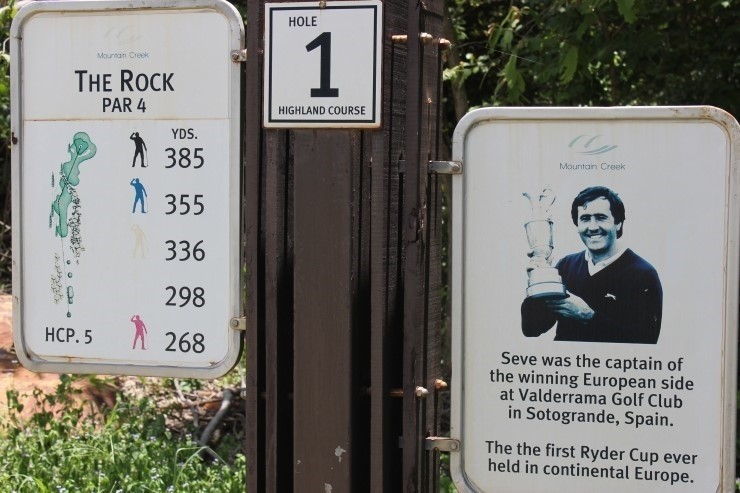 Mountain Creek
THE ROCK
PAR 4
YDS.
385
355
336
298
268
HCP. 5
HOLE
1
HIGHLAND COURSE
Mountain Creek
Seve was the captain of
the winning European side
at Valderrama Golf Club
in Sotogrande, Spain.
The the first Ryder Cup ever
held in continental Europe.